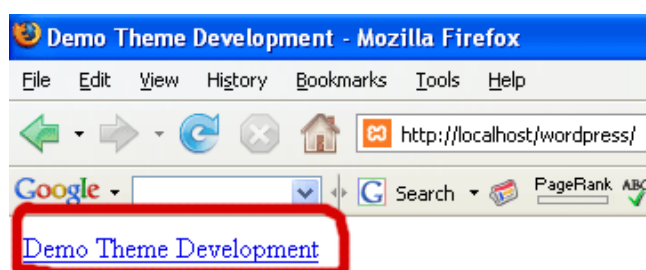 Demo Theme Development - Mozilla Firefox
File Edit View History Bookmarks Tools Help
http://localhost/wordpress/
Google Search PageRank ABC
Demo Theme Development